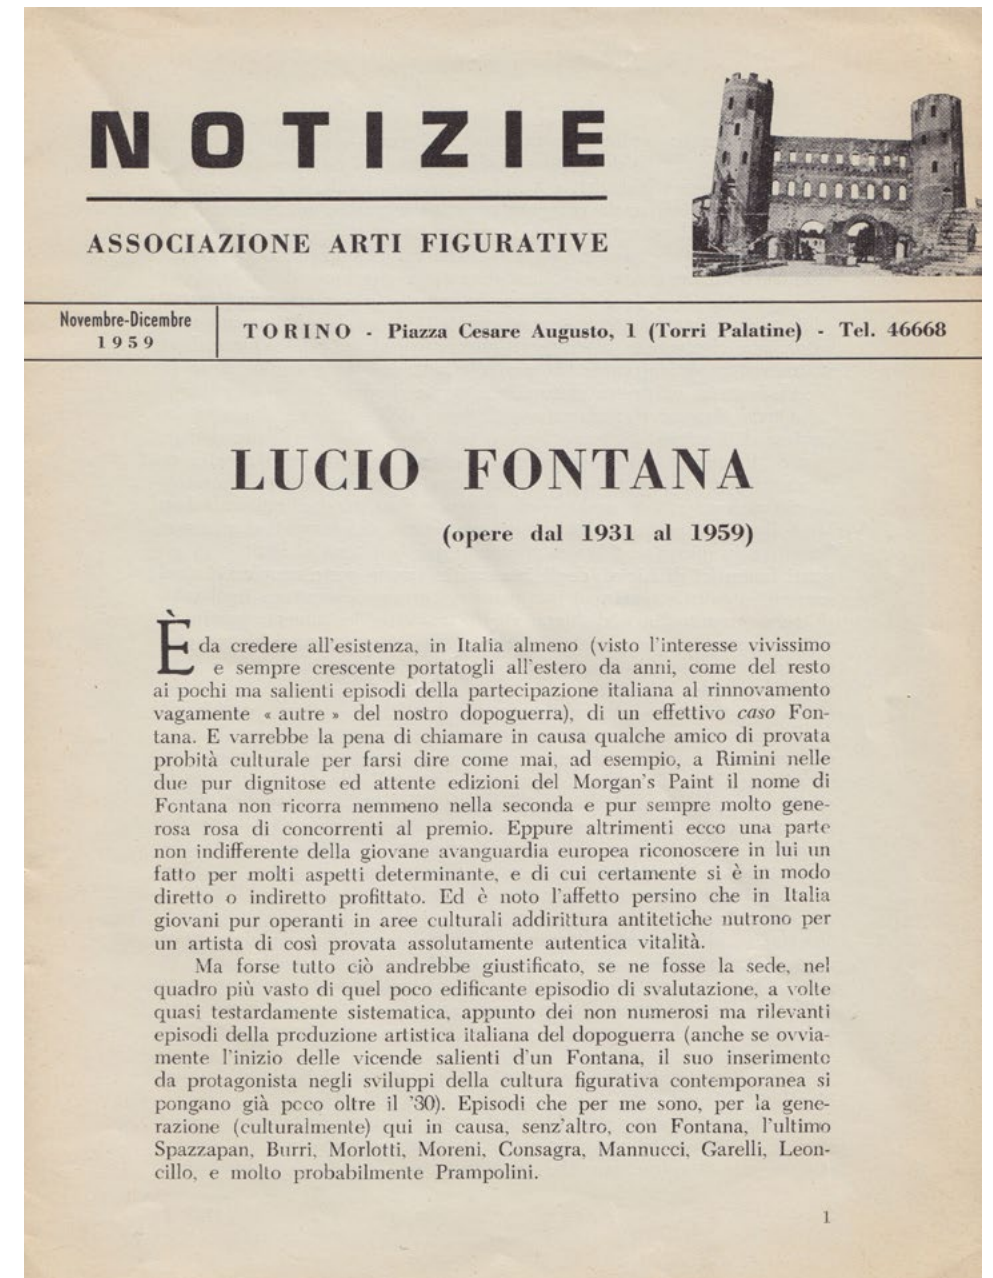 NOTIZIE
ASSOCIAZIONE ARTI FIGURATIVE
Novembre-Dicembre
1959
TORINO - Piazza Cesare Augusto, 1 (Torri Palatine) - Tel. 46668
LUCIO FONTANA
(opere dal 1931 al 1959)
È da credere all'esistenza, in Italia almeno (visto l'interesse vivissimo
e sempre crescente portatogli all'estero da anni, come del resto
ai pochi ma salienti episodi della partecipazione italiana al rinnovamento
vagamente « autre » del nostro dopoguerra), di un effettivo caso Fon-
tana. E varrebbe la pena di chiamare in causa qualche amico di provata
probità culturale per farsi dire come mai, ad esempio, a Rimini nelle
due pur dignitose ed attente edizioni del Morgan's Paint il nome di
Fontana non ricorra nemmeno nella seconda e pur sempre molto gene-
rosa rosa di concorrenti al premio. Eppure altrimenti ecco una parte
non indifferente della giovane avanguardia europea riconoscere in lui un
fatto per molti aspetti determinante, e di cui certamente si è in modo
diretto o indiretto profittato. Ed è noto l'affetto persino che in Italia
giovani pur operanti in aree culturali addirittura antitetiche nutrono per
un artista di così provata assolutamente autentica vitalità.
Ma forse tutto ciò andrebbe giustificato, se ne fosse la sede, nel
quadro più vasto di quel poco edificante episodio di svalutazione, a volte
quasi testardamente sistematica, appunto dei non numerosi ma rilevanti
episodi della produzione artistica italiana del dopoguerra (anche se ovvia-
mente l'inizio delle vicende salienti d'un Fontana, il suo inserimento
da protagonista negli sviluppi della cultura figurativa contemporanea si
pongano già poco oltre il '30). Episodi che per me sono, per la gene-
razione (culturalmente) qui in causa, senz'altro, con Fontana, l'ultimo
Spazzapan, Burri, Morlotti, Moreni, Consagra, Mannucci, Garelli, Leon-
cillo, e molto probabilmente Prampolini.
1